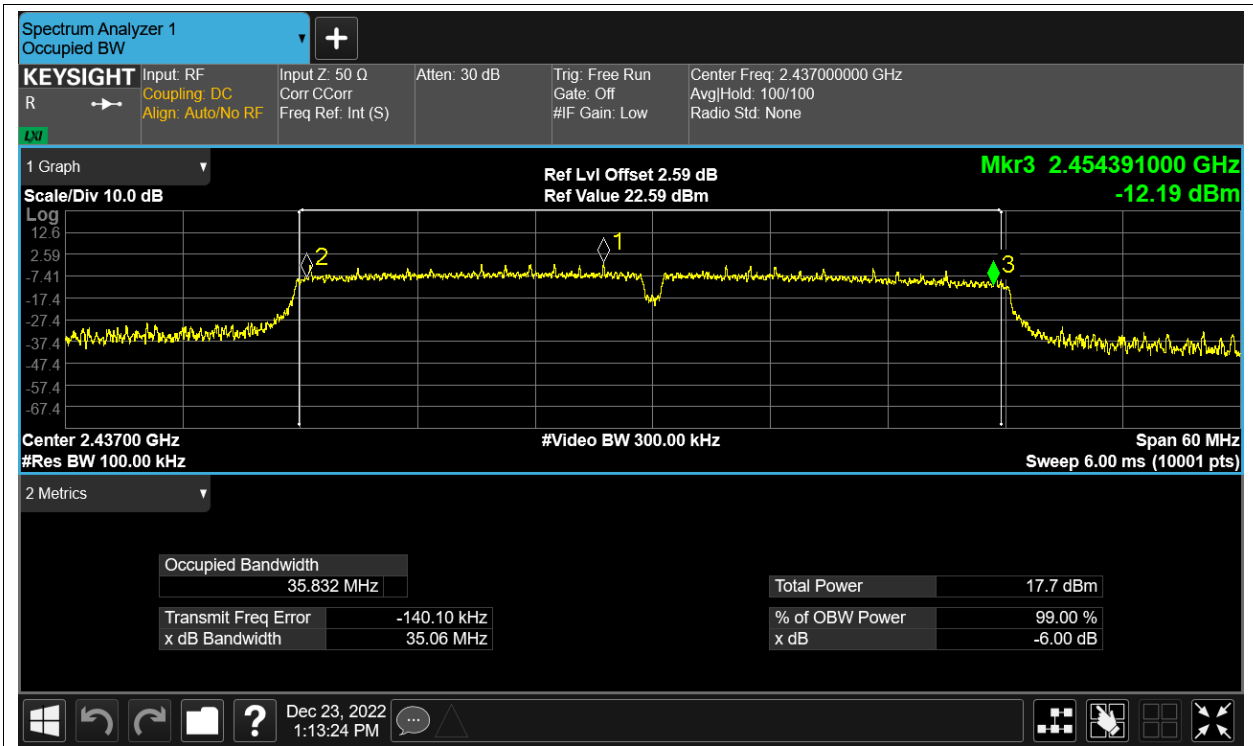 Spectrum Analyzer 1
Occupied BW
KEYSIGHT
R
LXI
Input: RF
Coupling: DC
Align: Auto/No RF
Input Z: 50 Ω
Corr CCorr
Freq Ref: Int (S)
Atten: 30 dB
Trig: Free Run
Gate: Off
#IF Gain: Low
Center Freq: 2.437000000 GHz
Avg|Hold: 100/100
Radio Std: None
1 Graph
Scale/Div 10.0 dB
Ref Lvl Offset 2.59 dB
Ref Value 22.59 dBm
Mkr3 2.454391000 GHz
-12.19 dBm
Log
12.6
2.59
-7.41
-17.4
-27.4
-37.4
-47.4
-57.4
-67.4
2
1
3
Center 2.43700 GHz
#Video BW 300.00 kHz
Span 60 MHz
#Res BW 100.00 kHz
Sweep 6.00 ms (10001 pts)
2 Metrics
Occupied Bandwidth
35.832 MHz
Transmit Freq Error -140.10 kHz
x dB Bandwidth 35.06 MHz
Total Power 17.7 dBm
% of OBW Power 99.00 %
x dB -6.00 dB
?
Dec 23, 2022
1:13:24 PM